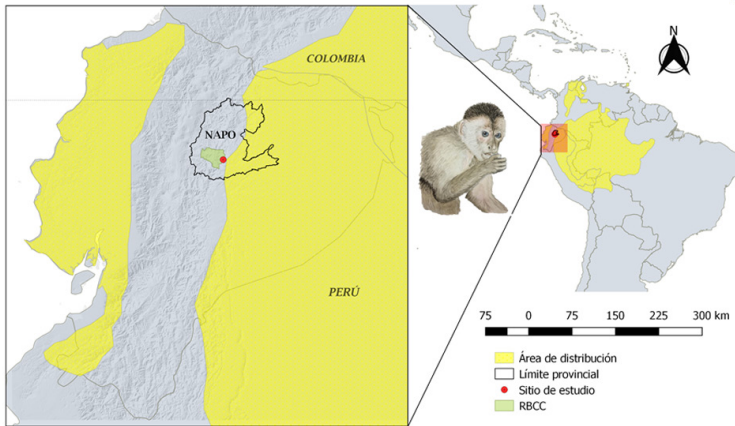 COLOMBIA
NAPO
PERÚ
N
75 0 75 150 225 300 km
Área de distribución
Límite provincial
Sitio de estudio
RBCC